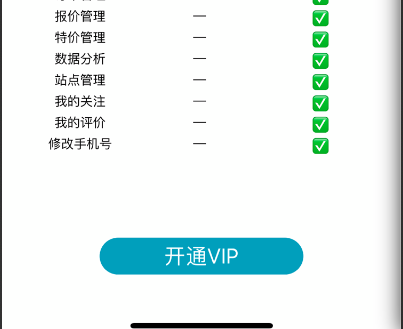 报价管理 — ✅
特价管理 — ✅
数据分析 — ✅
站点管理 — ✅
我的关注 — ✅
我的评价 — ✅
修改手机号 — ✅
开通VIP